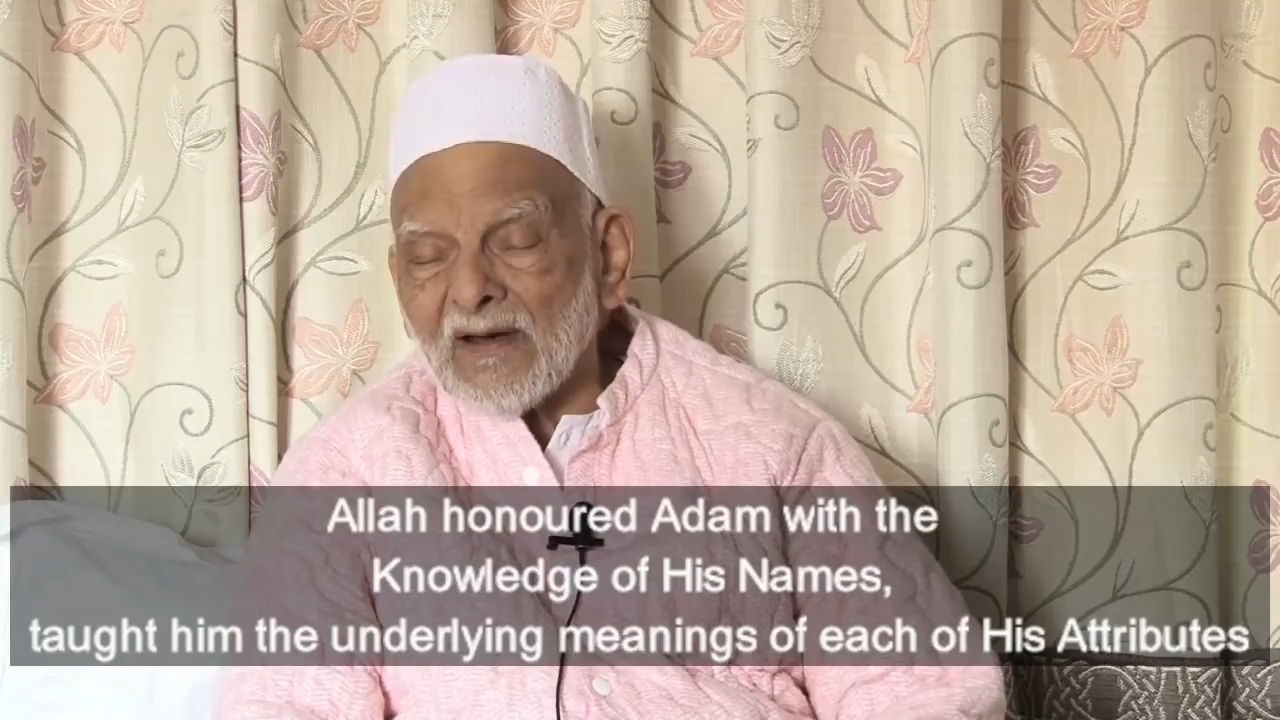 Allah honoured Adam with the
Knowledge of His Names,
taught him the underlying meanings of each of His Attributes